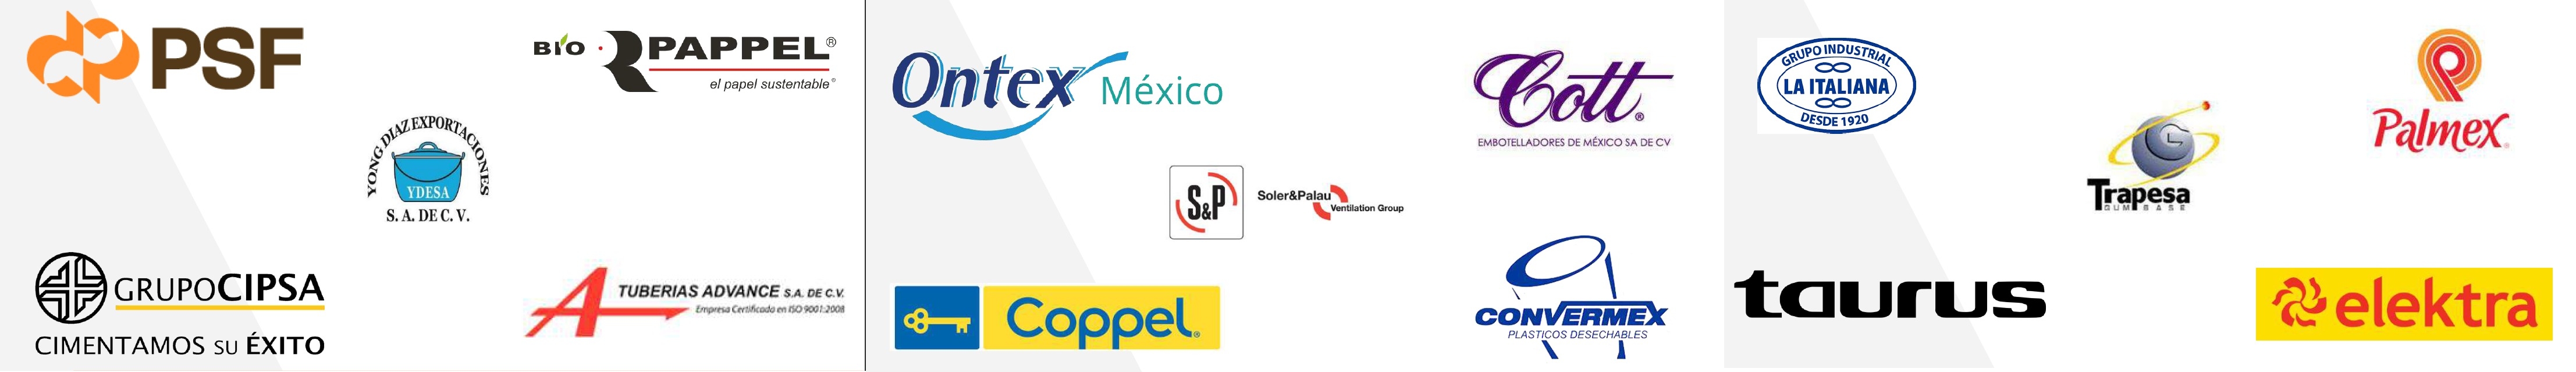 PSF
BIO PAPPEL®
el papel sustentable®
YONG DIAZ EXPORTACIONES
YDESA
S. A. DE C. V.
GRUPOCIPSA
CIMENTAMOS SU ÉXITO
TUBERIAS ADVANCE S.A. DE C.V.
Empresa Certificada en ISO 9001:2008
Ontex México
Cott®
EMBOTELLADORES DE MÉXICO SA DE CV
S&P
Soler&Palau
Ventilation Group
Coppel®
CONVERMEX
PLASTICOS DESECHABLES
GRUPO INDUSTRIAL
LA ITALIANA
DESDE 1920
Trapesa
GUM BASE
Palmex
taurus
elektra